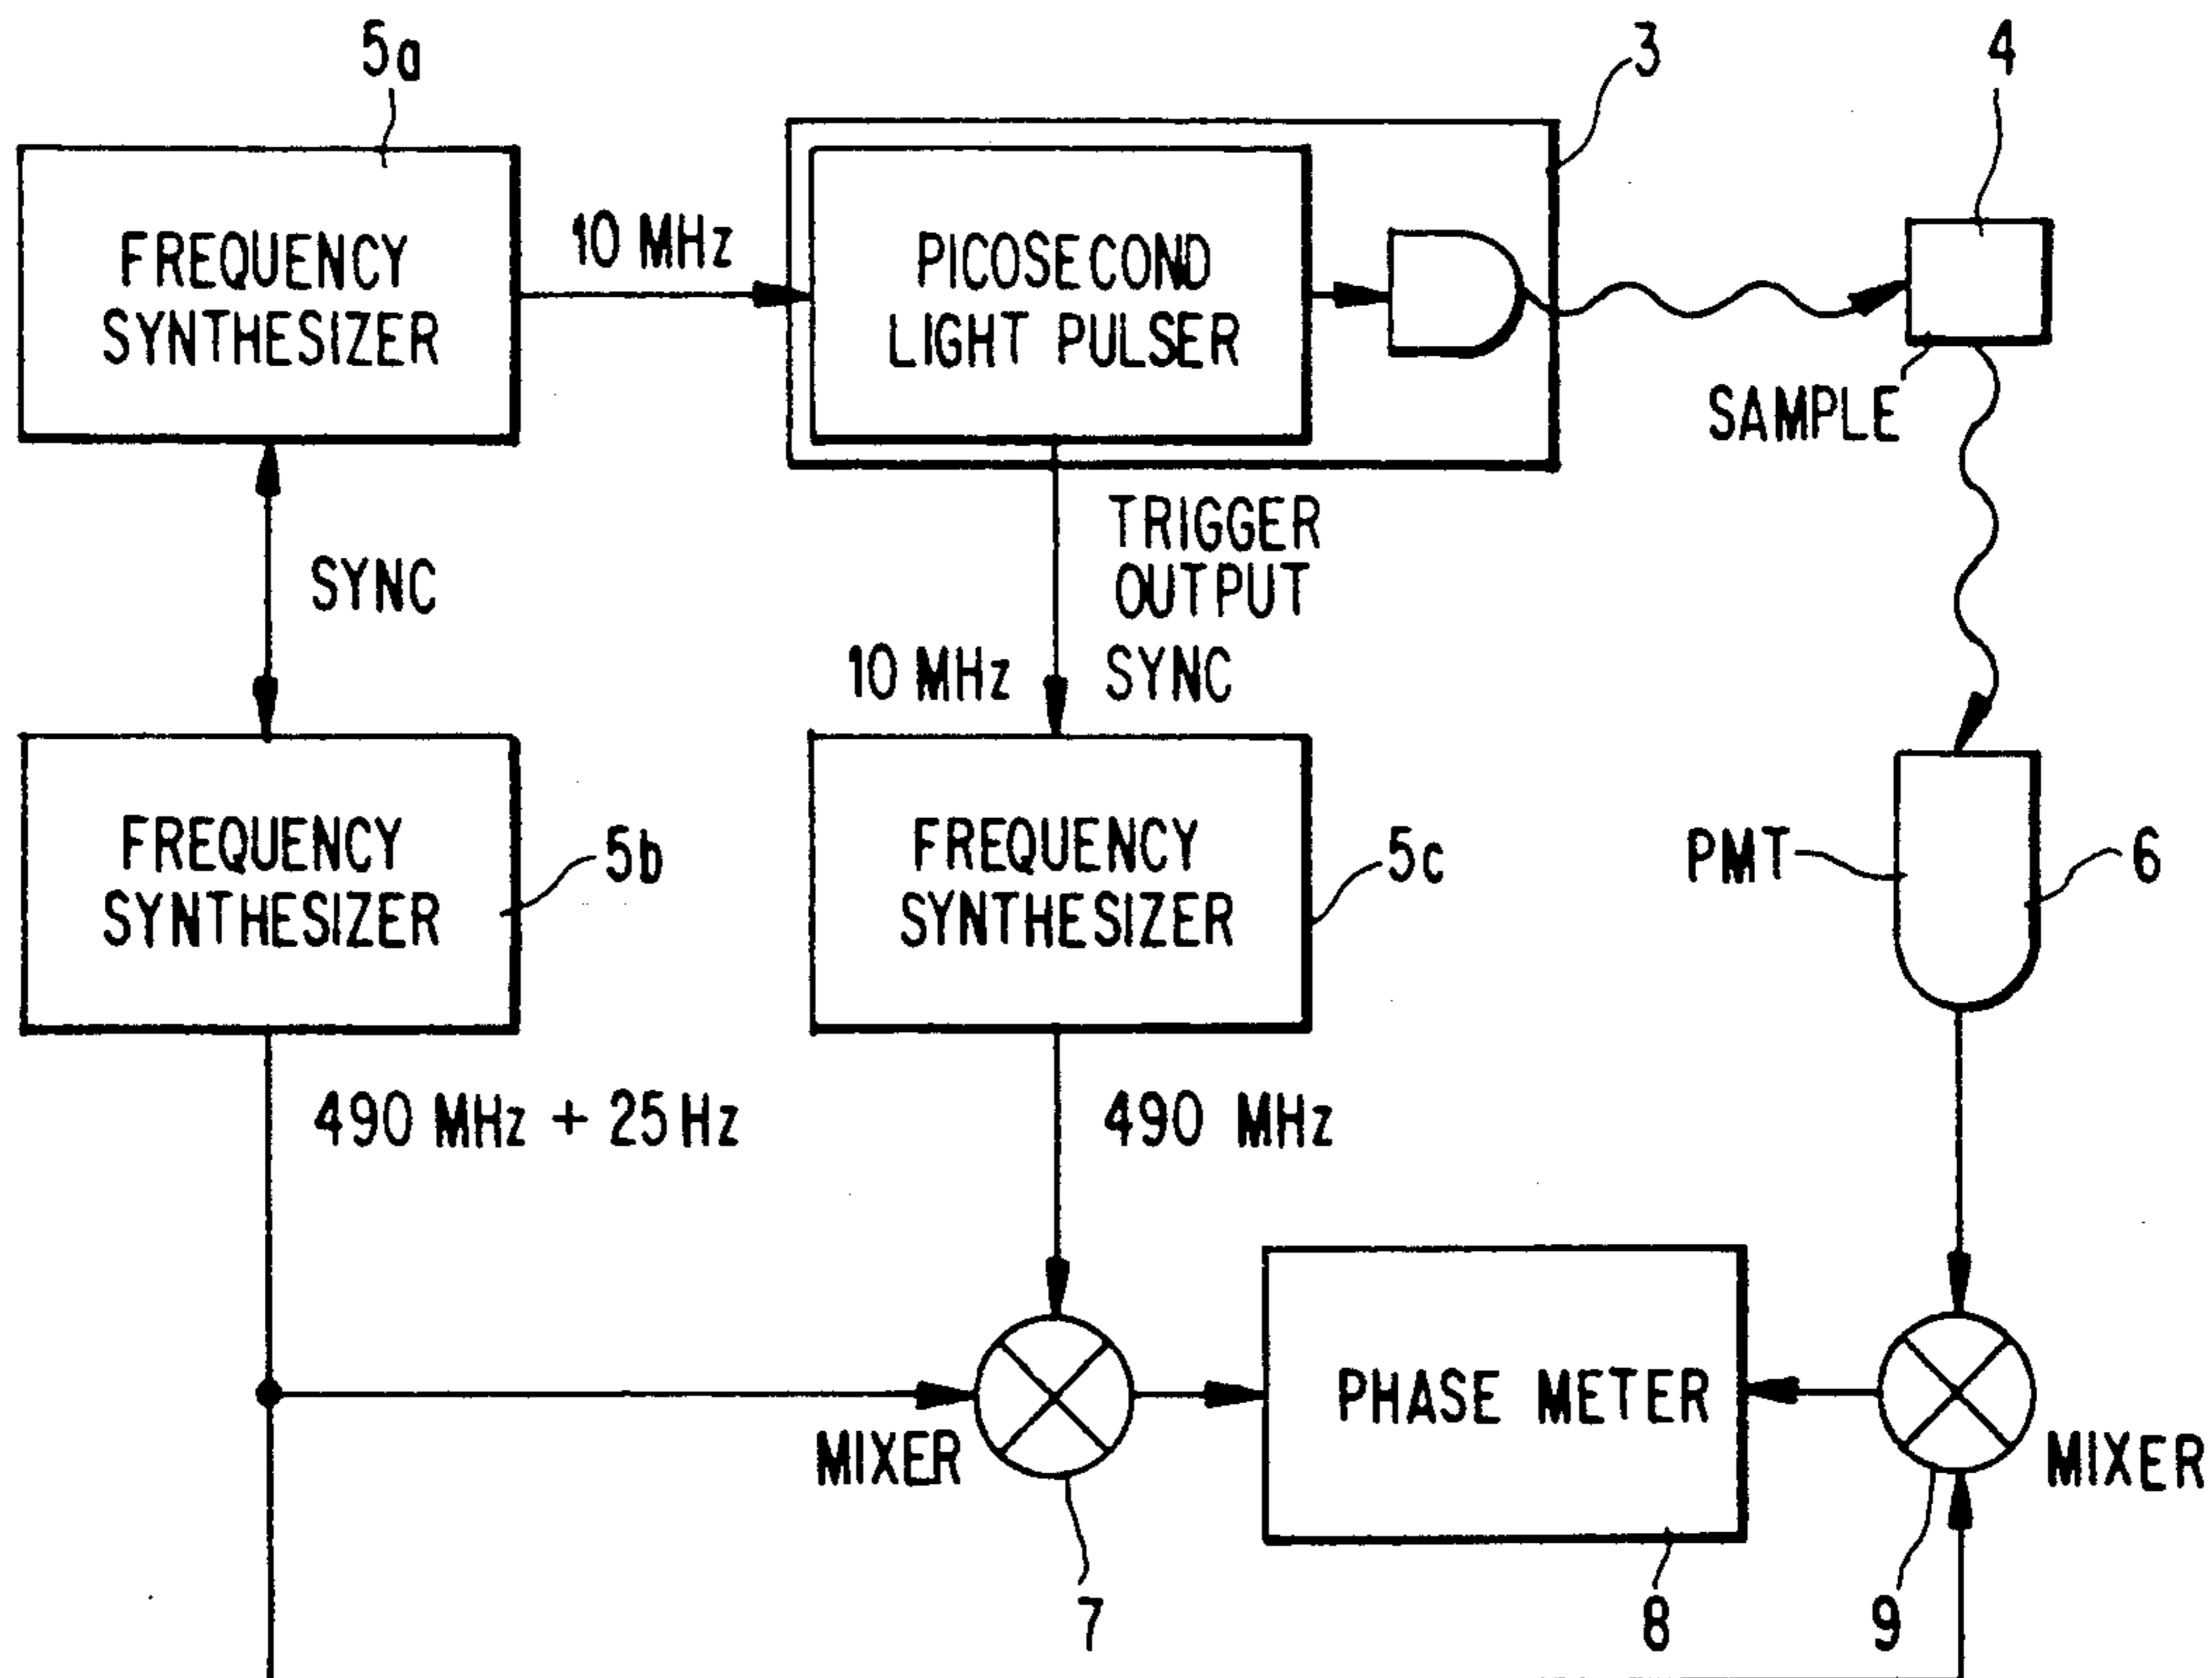 5a
3
4
FREQUENCY
SYNTHESIZER
10 MHz
PICOSECOND
LIGHT PULSER
SAMPLE
SYNC
TRIGGER
OUTPUT
10 MHz SYNC
FREQUENCY
SYNTHESIZER
5b
FREQUENCY
SYNTHESIZER
5c
PMT
6
490 MHz + 25 Hz
490 MHz
MIXER
PHASE METER
MIXER
7
8
9